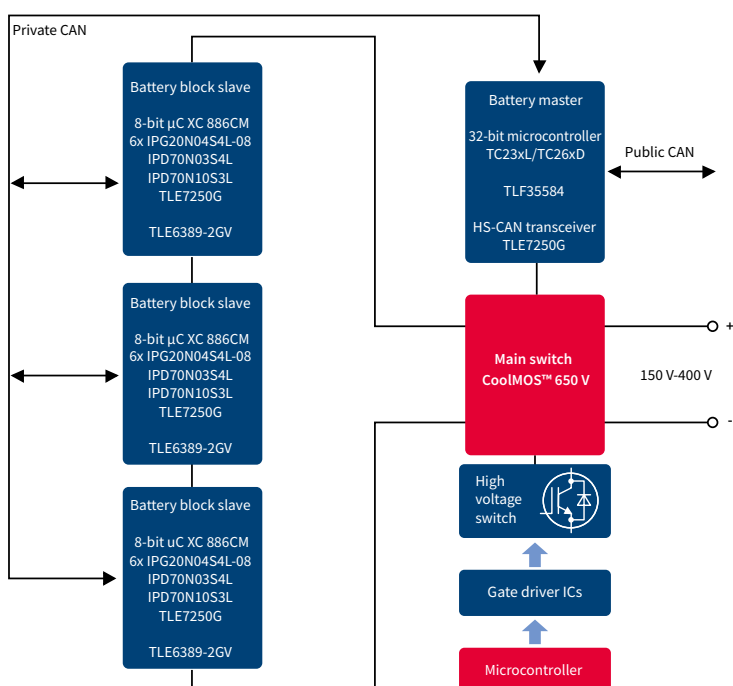 Private CAN
Battery block slave
8-bit µC XC 886CM
6x IPG20N04S4L-08
IPD70N03S4L
IPD70N10S3L
TLE7250G
TLE6389-2GV
Battery block slave
8-bit µC XC 886CM
6x IPG20N04S4L-08
IPD70N03S4L
IPD70N10S3L
TLE7250G
TLE6389-2GV
Battery block slave
8-bit uC XC 886CM
6x IPG20N04S4L-08
IPD70N03S4L
IPD70N10S3L
TLE7250G
TLE6389-2GV
Battery master
32-bit microcontroller
TC23xL/TC26xD
TLF35584
HS-CAN transceiver
TLE7250G
Public CAN
Main switch
CoolMOS™ 650 V
+
150 V-400 V
-
High
voltage
switch
Gate driver ICs
Microcontroller